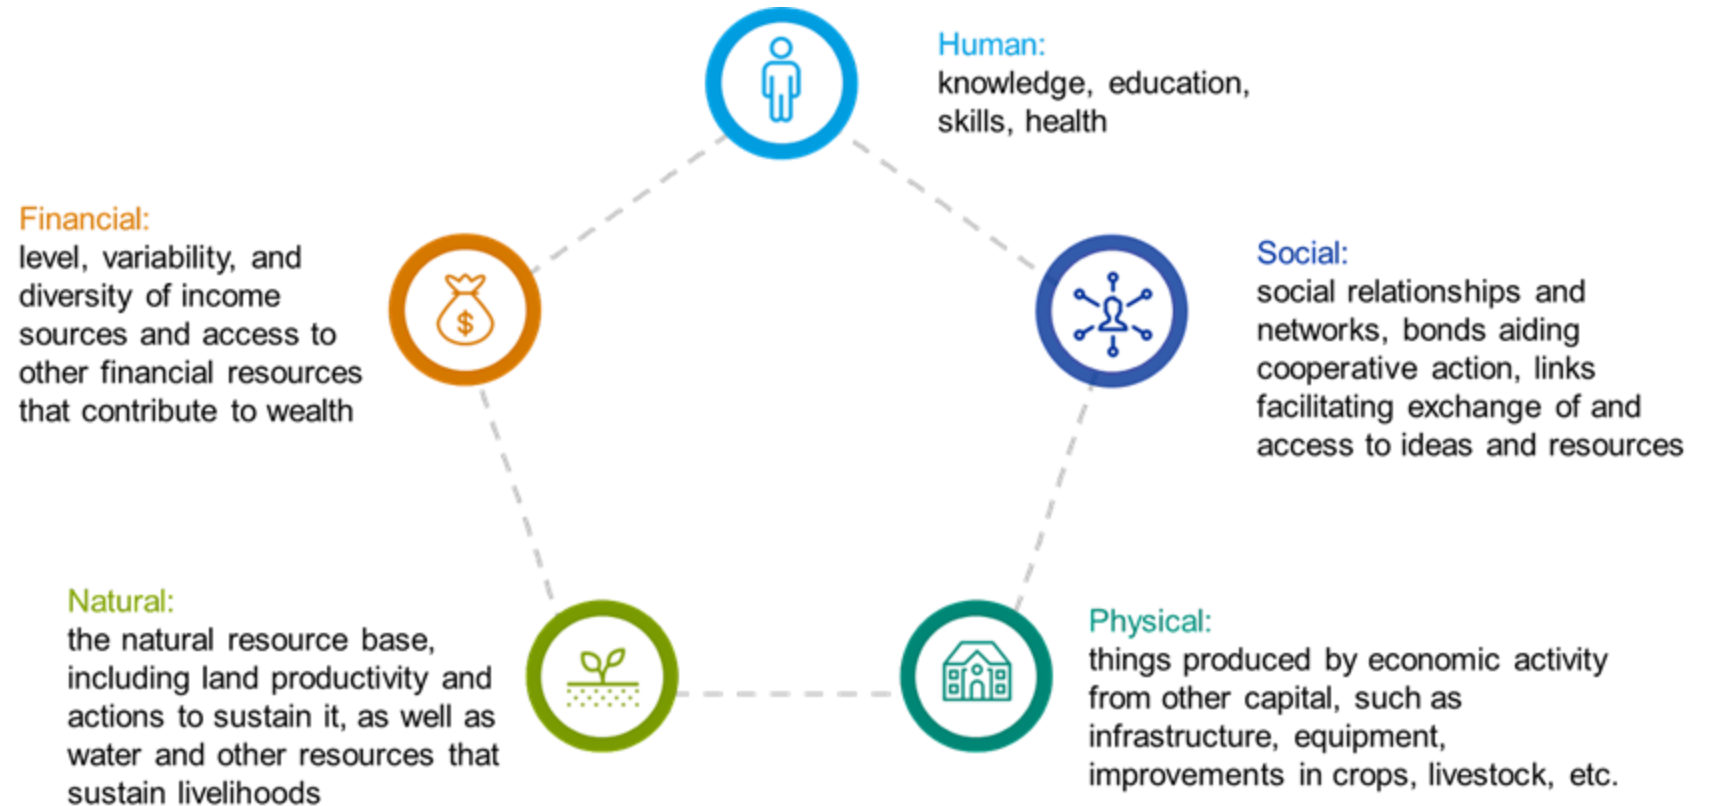 Human:
knowledge, education,
skills, health
Financial:
level, variability, and
diversity of income
sources and access to
other financial resources
that contribute to wealth
$
Social:
social relationships and
networks, bonds aiding
cooperative action, links
facilitating exchange of and
access to ideas and resources
Natural:
the natural resource base,
including land productivity and
actions to sustain it, as well as
water and other resources that
sustain livelihoods
Physical:
things produced by economic activity
from other capital, such as
infrastructure, equipment,
improvements in crops, livestock, etc.